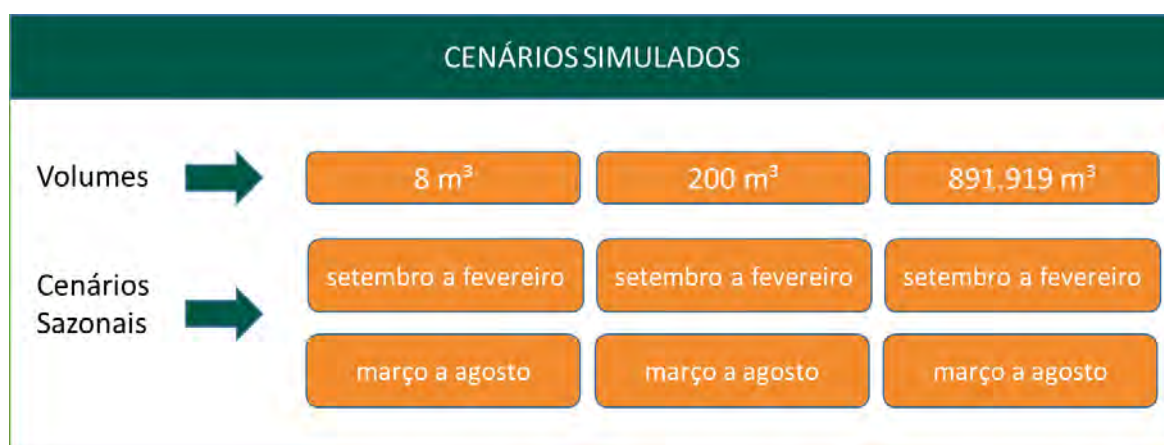 CENÁRIOS SIMULADOS
Volumes
8 m³
200 m³
891.919 m³
Cenários
Sazonais
setembro a fevereiro
setembro a fevereiro
setembro a fevereiro
março a agosto
março a agosto
março a agosto